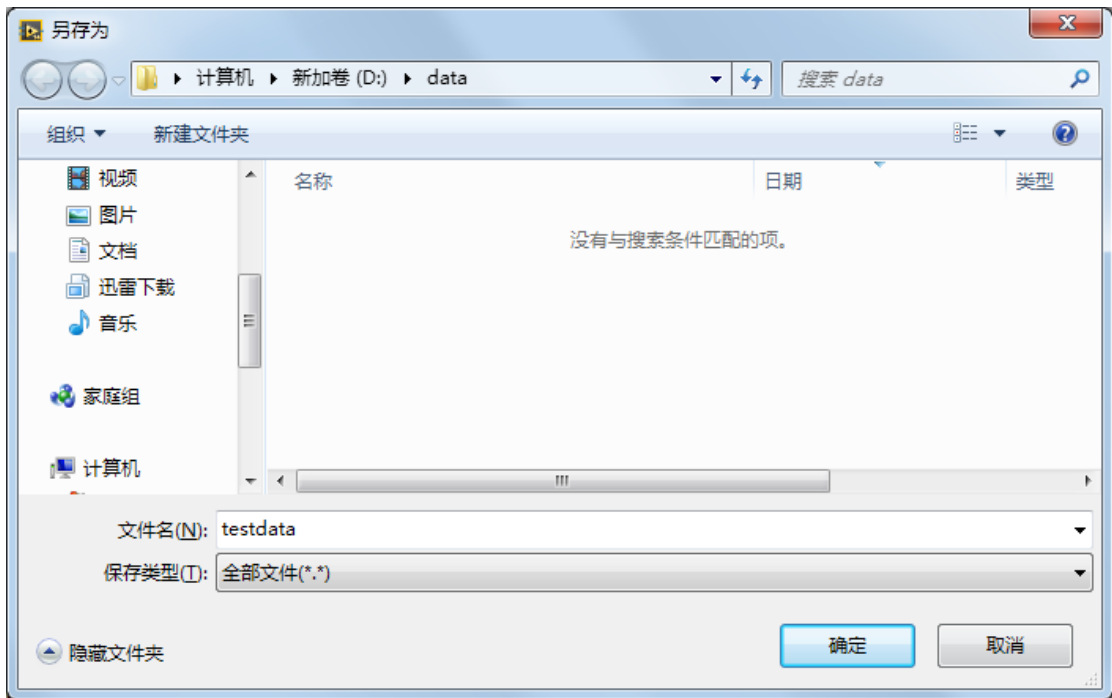 另存为
计算机 新加卷 (D:) data 搜索 data
组织 新建文件夹
视频
图片
文档
迅雷下载
音乐
家庭组
计算机
名称 日期 类型
没有与搜索条件匹配的项。
文件名(N): testdata
保存类型(T): 全部文件(*.*)
隐藏文件夹 确定 取消